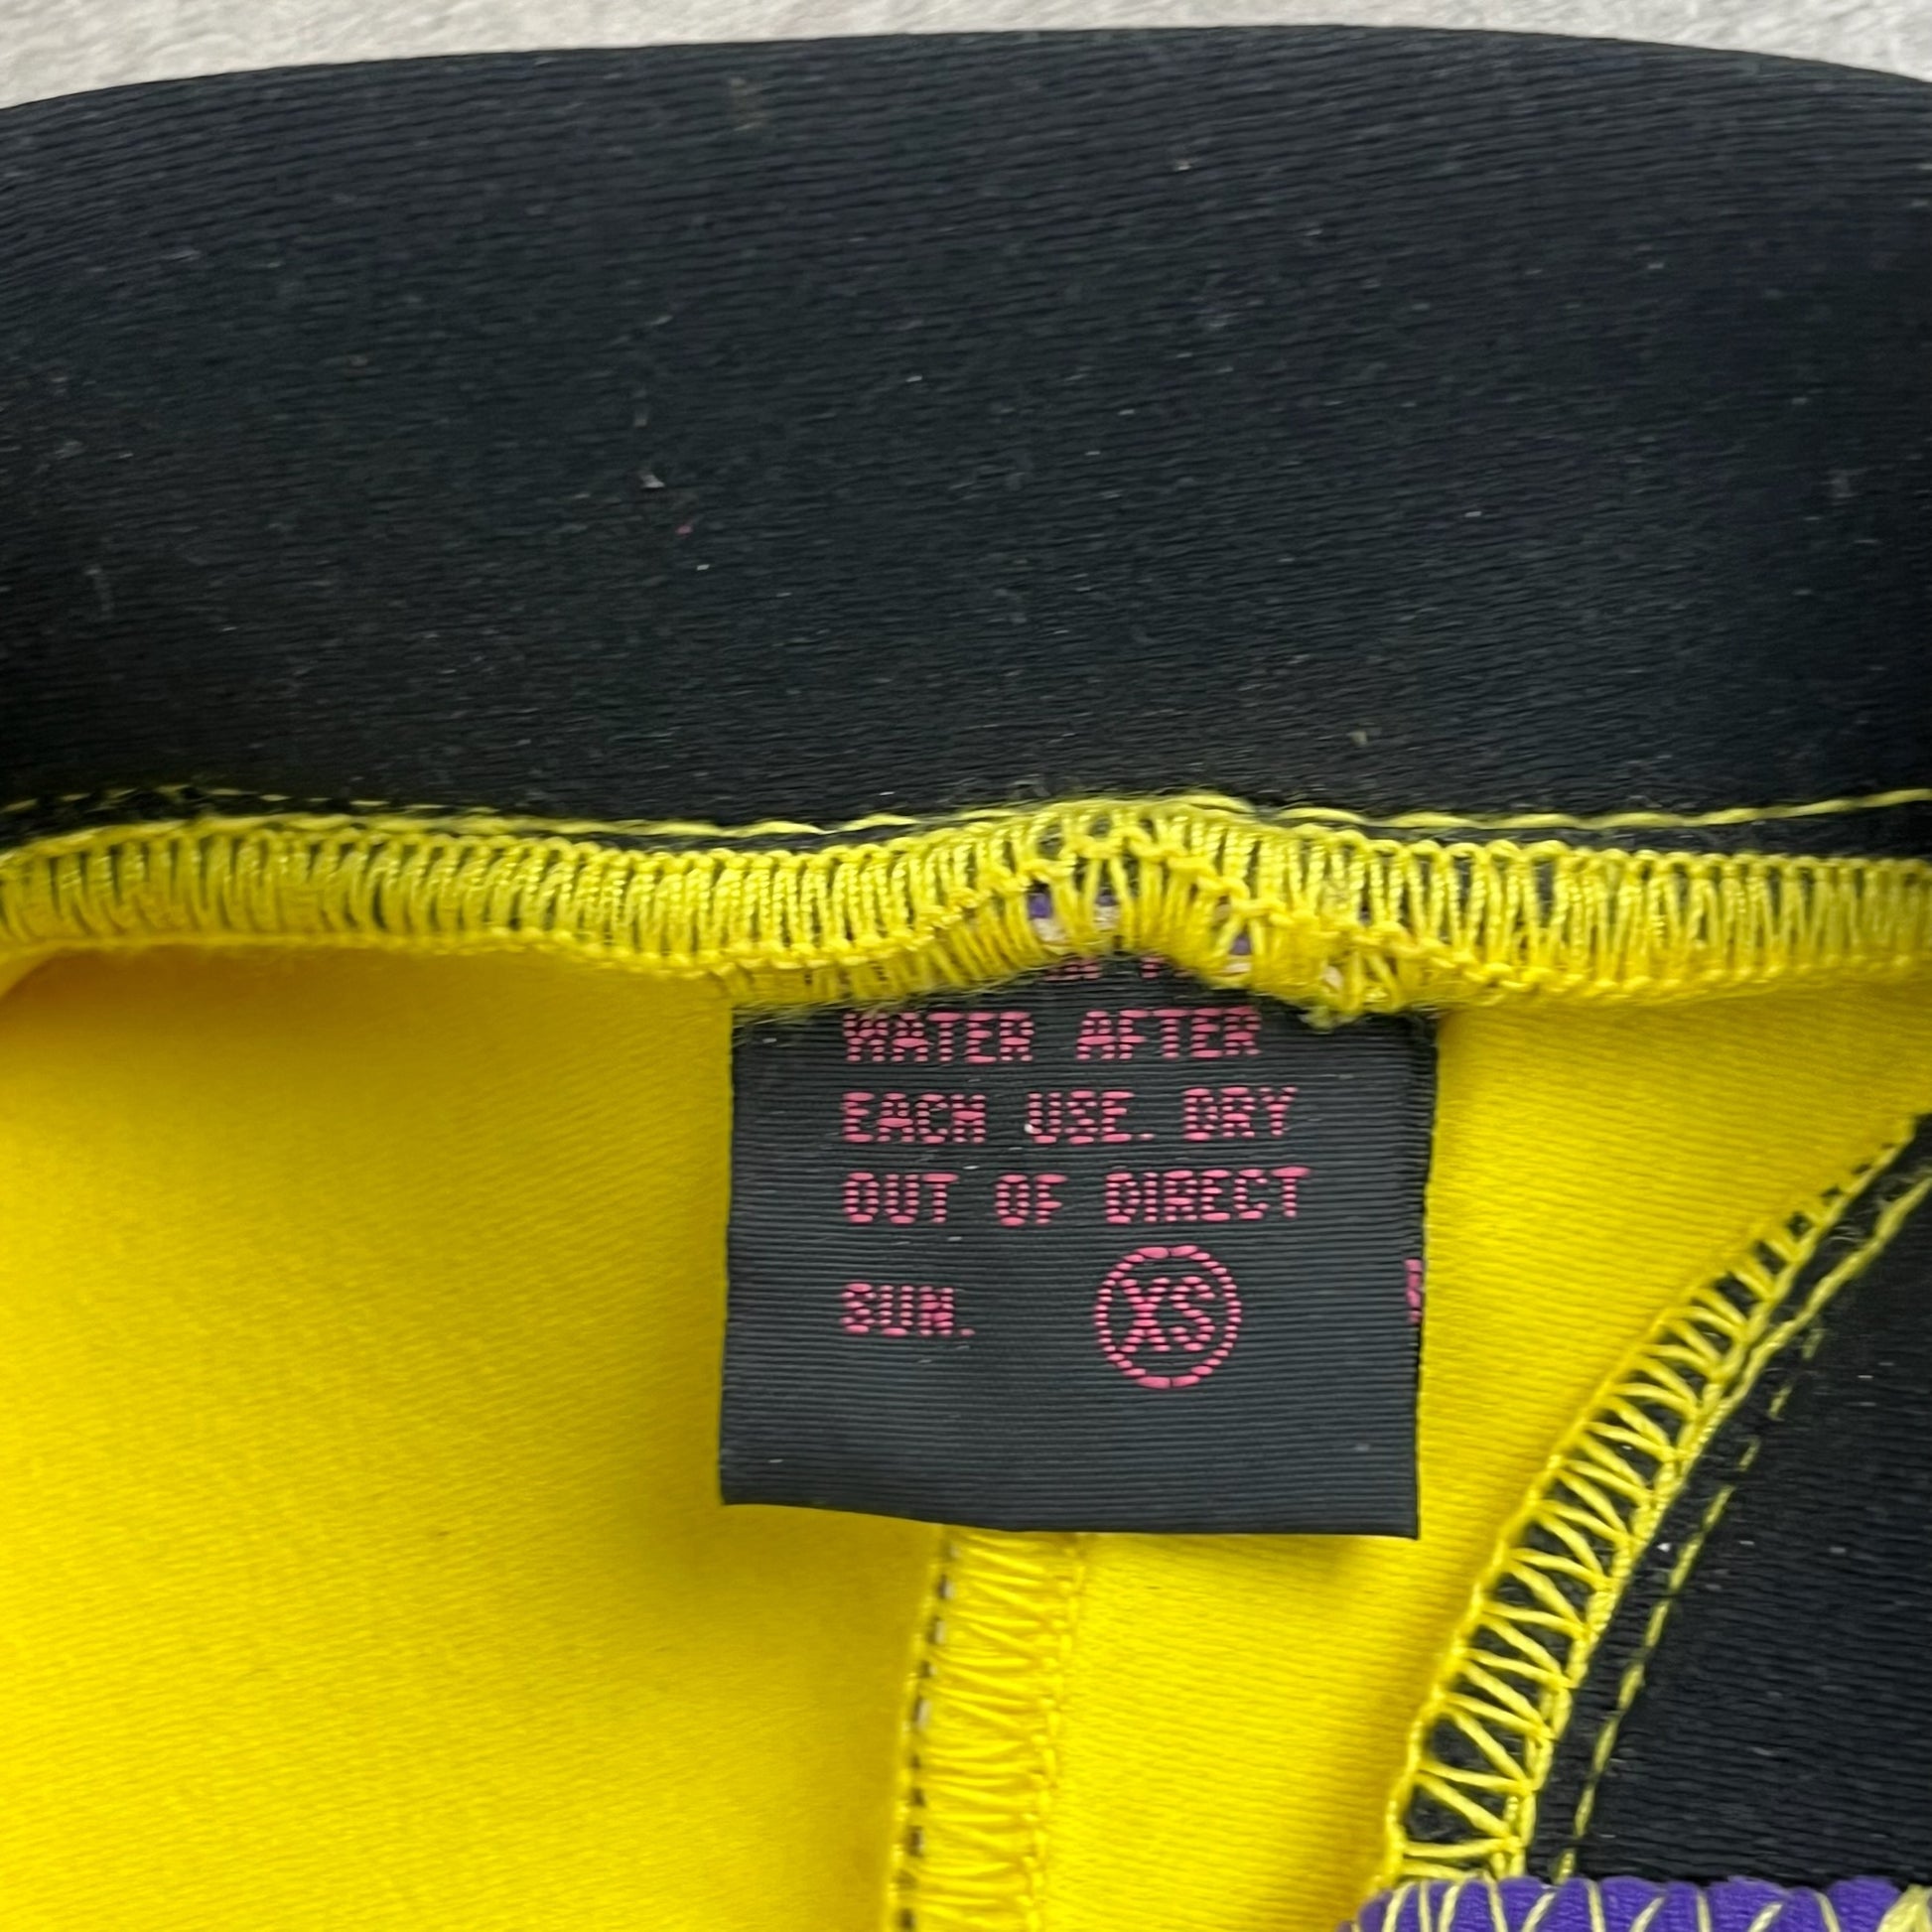 WATER AFTER
EACH USE. DRY
OUT OF DIRECT
SUN. XS